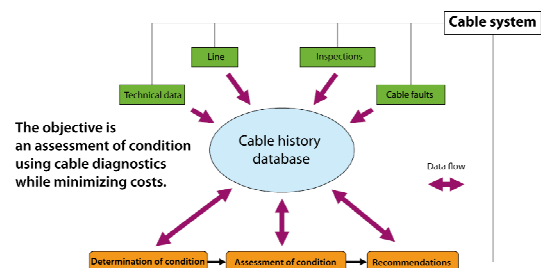 Cable system
Line
Inspections
Technical data
Cable faults
The objective is
an assessment of condition
using cable diagnostics
while minimizing costs.
Cable history
database
Data flow
Determination of condition
Assessment of condition
Recommendations